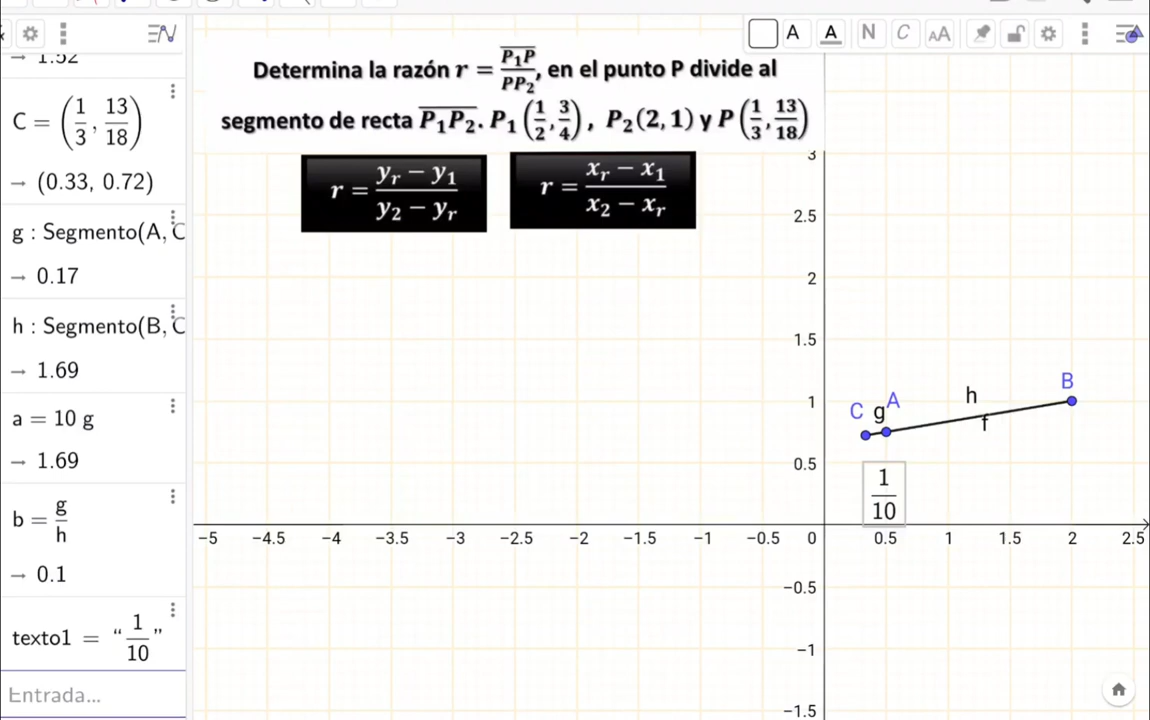 A A N C AA
→ 1.52
C = (1/3, 13/18)
→ (0.33, 0.72)
g : Segmento(A, C
→ 0.17
h : Segmento(B, C
→ 1.69
a = 10 g
→ 1.69
b = g/h
→ 0.1
texto1 = “1/10”
Entrada...
Determina la razón r = P₁P/PP₂, en el punto P divide al
segmento de recta P₁P₂. P₁(1/2, 3/4), P₂(2, 1) y P(1/3, 13/18)
r = yᵣ − y₁/y₂ − yᵣ
r = xᵣ − x₁/x₂ − xᵣ
3
2.5
2
1.5
1
0.5
C g A h f B
1/10
−5 −4.5 −4 −3.5 −3 −2.5 −2 −1.5 −1 −0.5 0 0.5 1 1.5 2 2.5
−0.5
−1
−1.5